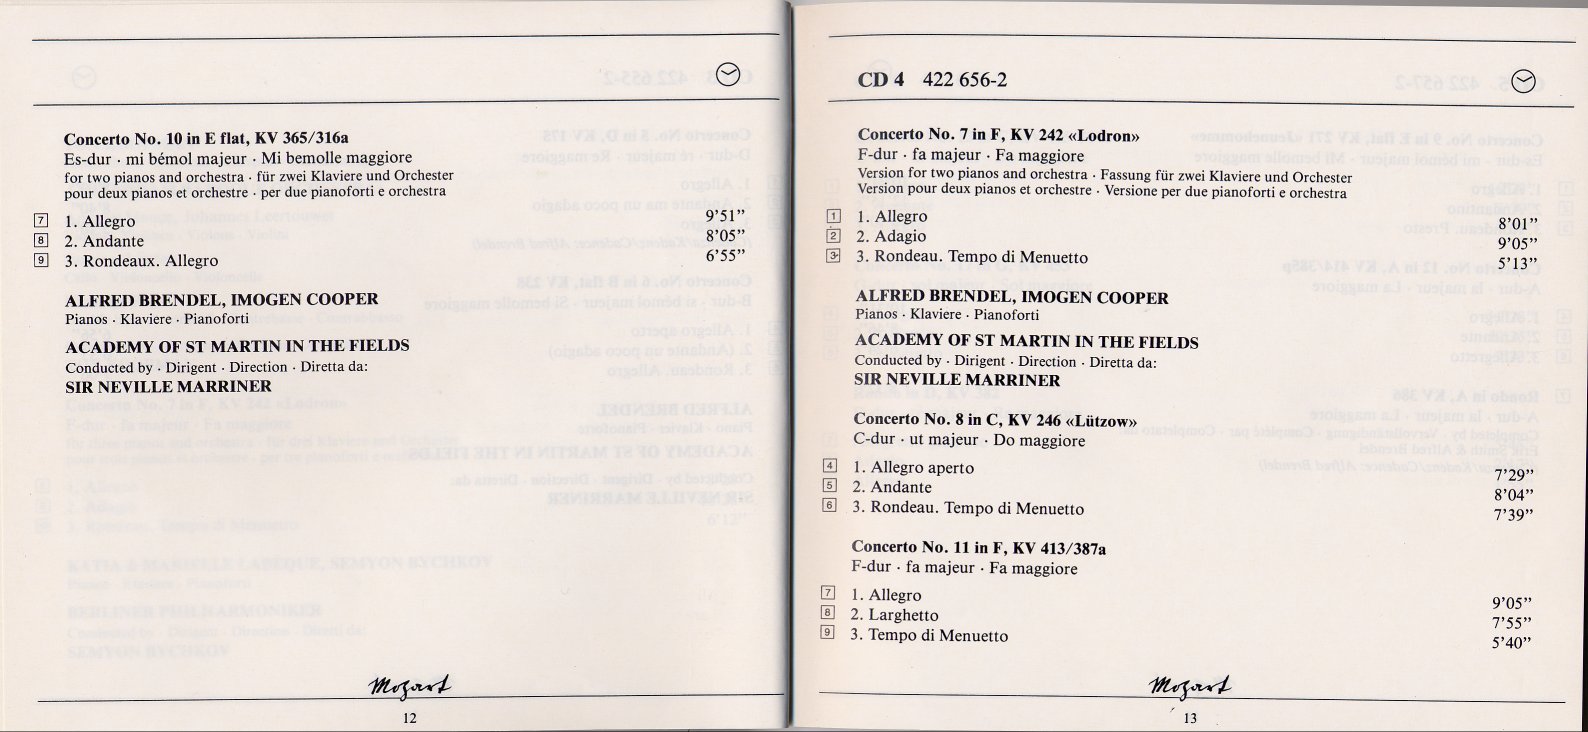 Concerto No. 10 in E flat, KV 365/316a
Es-dur · mi bémol majeur · Mi bemolle maggiore
for two pianos and orchestra · für zwei Klaviere und Orchester
pour deux pianos et orchestre · per due pianoforti e orchestra
7 1. Allegro 9’51”
8 2. Andante 8’05”
9 3. Rondeaux. Allegro 6’55”
ALFRED BRENDEL, IMOGEN COOPER
Pianos · Klaviere · Pianoforti
ACADEMY OF ST MARTIN IN THE FIELDS
Conducted by · Dirigent · Direction · Diretta da:
SIR NEVILLE MARRINER
Mozart
12
CD 4 422 656-2
Concerto No. 7 in F, KV 242 «Lodron»
F-dur · fa majeur · Fa maggiore
Version for two pianos and orchestra · Fassung für zwei Klaviere und Orchester
Version pour deux pianos et orchestre · Versione per due pianoforti e orchestra
1 1. Allegro 8’01”
2 2. Adagio 9’05”
3 3. Rondeau. Tempo di Menuetto 5’13”
ALFRED BRENDEL, IMOGEN COOPER
Pianos · Klaviere · Pianoforti
ACADEMY OF ST MARTIN IN THE FIELDS
Conducted by · Dirigent · Direction · Diretta da:
SIR NEVILLE MARRINER
Concerto No. 8 in C, KV 246 «Lützow»
C-dur · ut majeur · Do maggiore
4 1. Allegro aperto 7’29”
5 2. Andante 8’04”
6 3. Rondeau. Tempo di Menuetto 7’39”
Concerto No. 11 in F, KV 413/387a
F-dur · fa majeur · Fa maggiore
7 1. Allegro 9’05”
8 2. Larghetto 7’55”
9 3. Tempo di Menuetto 5’40”
Mozart
13